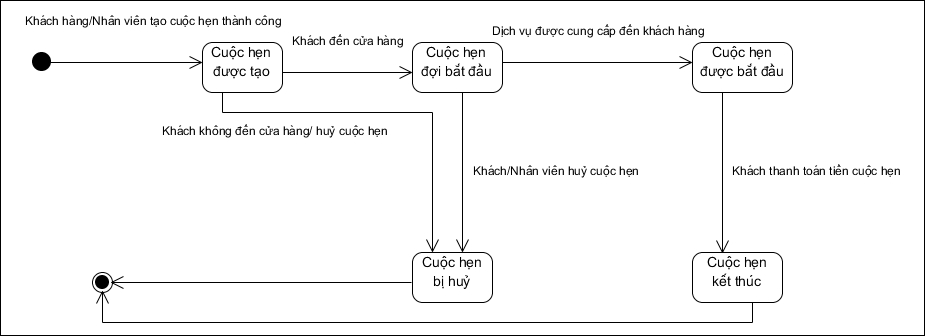 Khách hàng/Nhân viên tạo cuộc hẹn thành công
Cuộc hẹn
được tạo
Khách đến cửa hàng
Cuộc hẹn
đợi bắt đầu
Dịch vụ được cung cấp đến khách hàng
Cuộc hẹn
được bắt đầu
Khách không đến cửa hàng/ huỷ cuộc hẹn
Khách/Nhân viên huỷ cuộc hẹn
Khách thanh toán tiền cuộc hẹn
Cuộc hẹn
bị huỷ
Cuộc hẹn
kết thúc